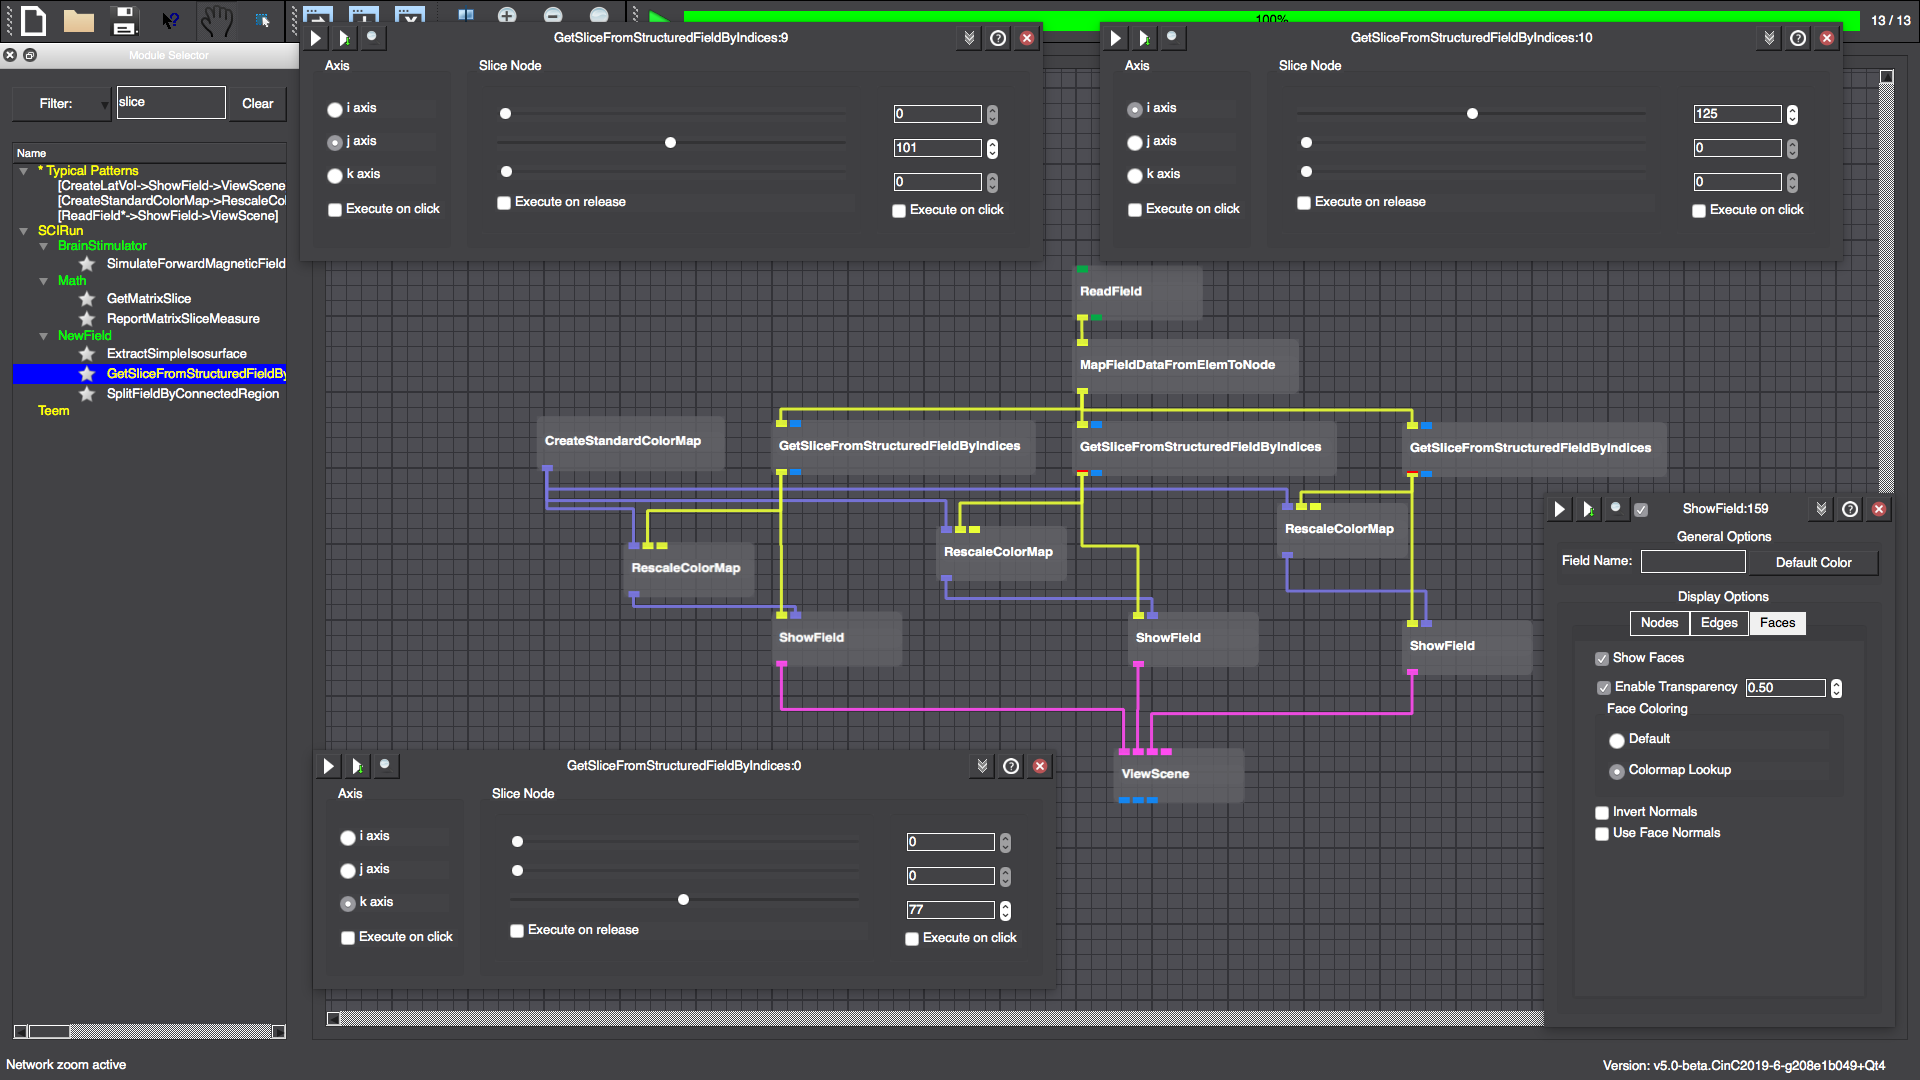 100%
13 / 13
Module Selector
Filter:
slice
Clear
Name
* Typical Patterns
[CreateLatVol->ShowField->ViewScene
[CreateStandardColorMap->RescaleCol
[ReadField*->ShowField->ViewScene]
SCIRun
BrainStimulator
SimulateForwardMagneticField
Math
GetMatrixSlice
ReportMatrixSliceMeasure
NewField
ExtractSimpleIsosurface
GetSliceFromStructuredFieldBy
SplitFieldByConnectedRegion
Teem
GetSliceFromStructuredFieldByIndices:9
Axis
Slice Node
i axis
0
j axis
101
k axis
0
Execute on click
Execute on release
Execute on click
GetSliceFromStructuredFieldByIndices:10
Axis
Slice Node
i axis
125
j axis
0
k axis
0
Execute on click
Execute on release
Execute on click
ReadField
MapFieldDataFromElemToNode
CreateStandardColorMap
GetSliceFromStructuredFieldByIndices
GetSliceFromStructuredFieldByIndices
GetSliceFromStructuredFieldByIndices
RescaleColorMap
RescaleColorMap
RescaleColorMap
ShowField
ShowField
ShowField
ViewScene
GetSliceFromStructuredFieldByIndices:0
Axis
Slice Node
i axis
0
j axis
0
k axis
77
Execute on click
Execute on release
Execute on click
ShowField:159
General Options
Field Name:
Default Color
Display Options
Nodes
Edges
Faces
Show Faces
Enable Transparency
0.50
Face Coloring
Default
Colormap Lookup
Invert Normals
Use Face Normals
Network zoom active
Version: v5.0-beta.CinC2019-6-g208e1b049+Qt4